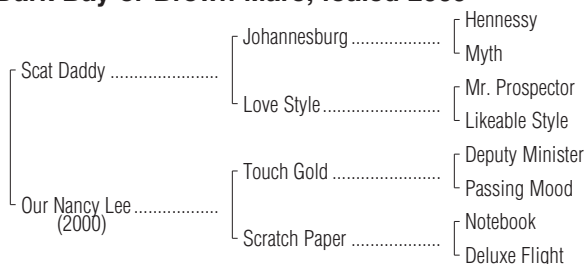 Dark Bay or Brown Mare; foaled 2009
Hennessy
Johannesburg ....................
Myth
Scat Daddy ........................
Mr. Prospector
Love Style ..........................
Likeable Style
Deputy Minister
Touch Gold ........................
Passing Mood
Our Nancy Lee ...................
(2000)
Notebook
Scratch Paper ....................
Deluxe Flight